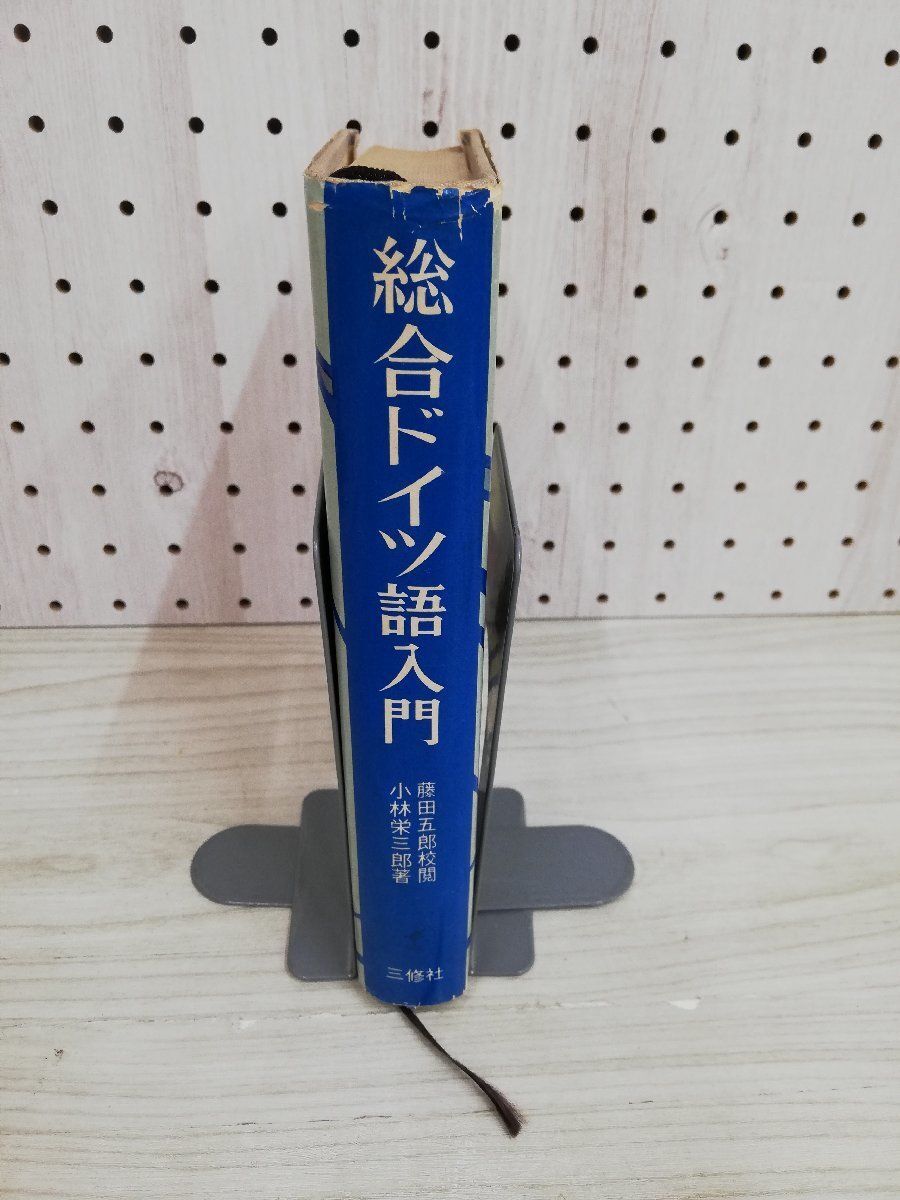 総合ドイツ語入門
藤田五郎校閲
小林栄三郎著
三修社